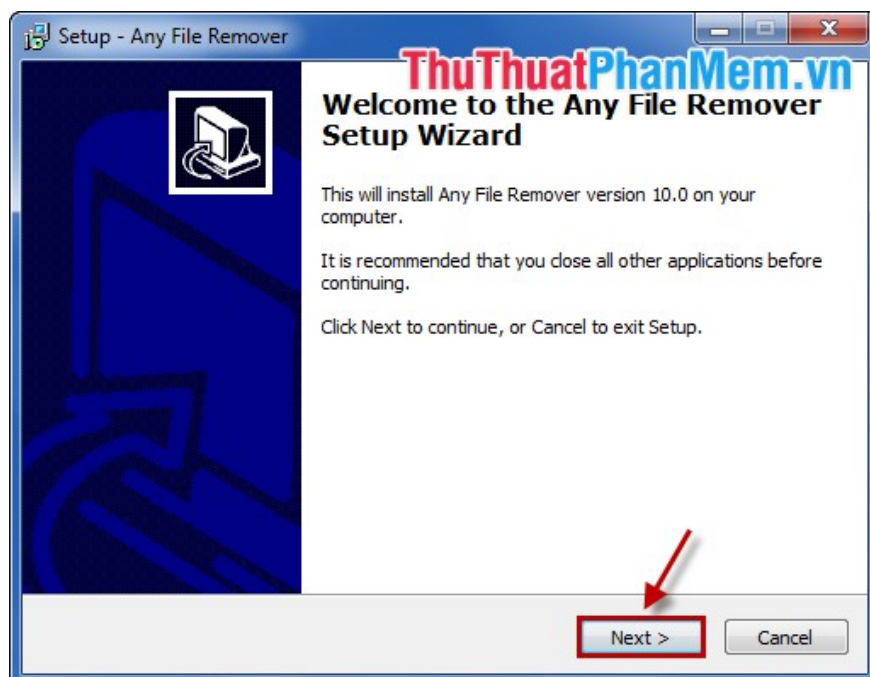 Setup - Any File Remover
ThuThuatPhanMem.vn
Welcome to the Any File Remover
Setup Wizard
This will install Any File Remover version 10.0 on your
computer.
It is recommended that you close all other applications before
continuing.
Click Next to continue, or Cancel to exit Setup.
Next >
Cancel